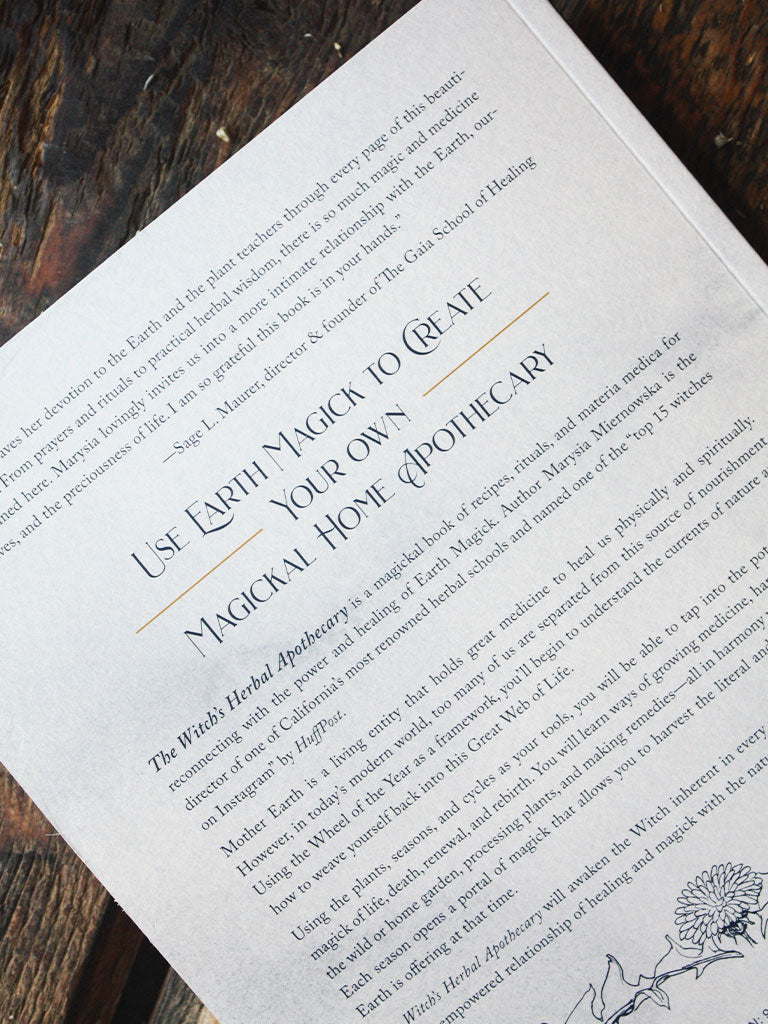 aves her devotion to the Earth and the plant teachers through every page of this beauti-
From prayers and rituals to practical herbal wisdom, there is so much magic and medicine
ned here. Marysia lovingly invites us into a more intimate relationship with the Earth, our-
ves, and the preciousness of life. I am so grateful this book is in your hands.”
—Sage L. Maurer, director & founder of The Gaia School of Healing
Use Earth Magick to Create
Your Own
Magickal Home Apothecary
The Witch's Herbal Apothecary is a magickal book of recipes, rituals, and materia medica for
reconnecting with the power and healing of Earth Magick. Author Marysia Miernowska is the
director of one of California's most renowned herbal schools and named one of the “top 15 witches
on Instagram” by HuffPost.
Mother Earth is a living entity that holds great medicine to heal us physically and spiritually.
However, in today's modern world, too many of us are separated from this source of nourishment
Using the Wheel of the Year as a framework, you'll begin to understand the currents of nature a
how to weave yourself back into this Great Web of Life.
Using the plants, seasons, and cycles as your tools, you will be able to tap into the pot
magick of life, death, renewal, and rebirth. You will learn ways of growing medicine, har
the wild or home garden, processing plants, and making remedies—all in harmony
Each season opens a portal of magick that allows you to harvest the literal and
Earth is offering at that time.
Witch's Herbal Apothecary will awaken the Witch inherent in every
empowered relationship of healing and magick with the natu